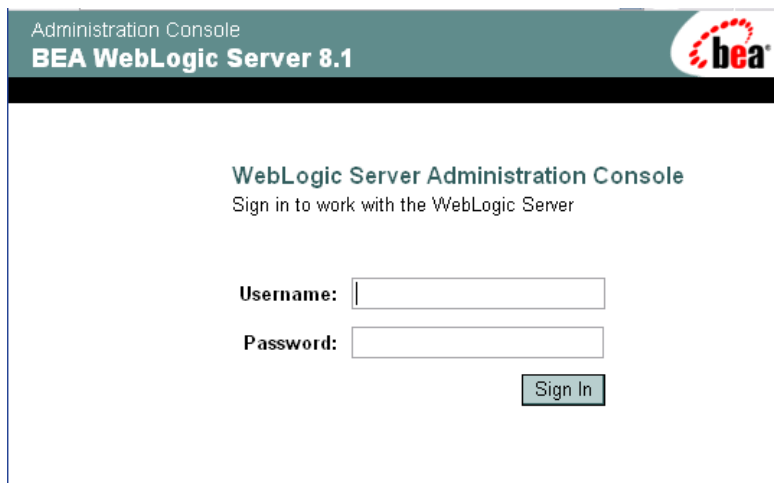 Administration Console
BEA WebLogic Server 8.1
bea
WebLogic Server Administration Console
Sign in to work with the WebLogic Server
Username:
Password:
Sign In